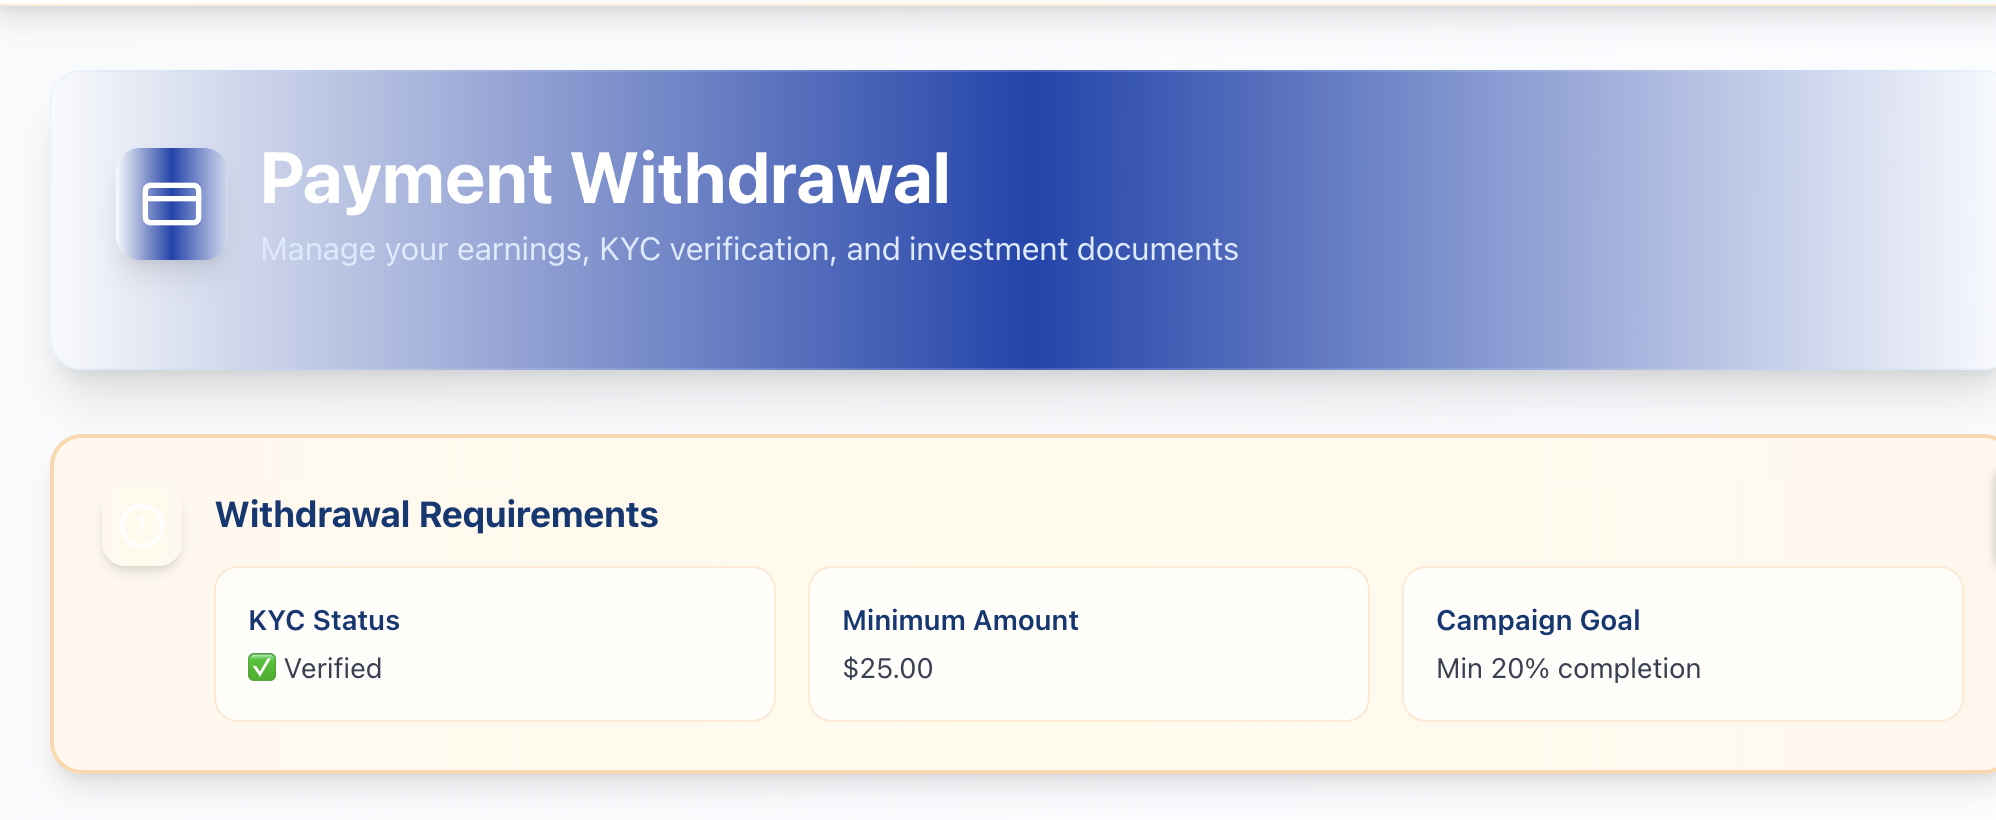 Payment Withdrawal
Manage your earnings, KYC verification, and investment documents
Withdrawal Requirements
KYC Status
✅ Verified
Minimum Amount
$25.00
Campaign Goal
Min 20% completion